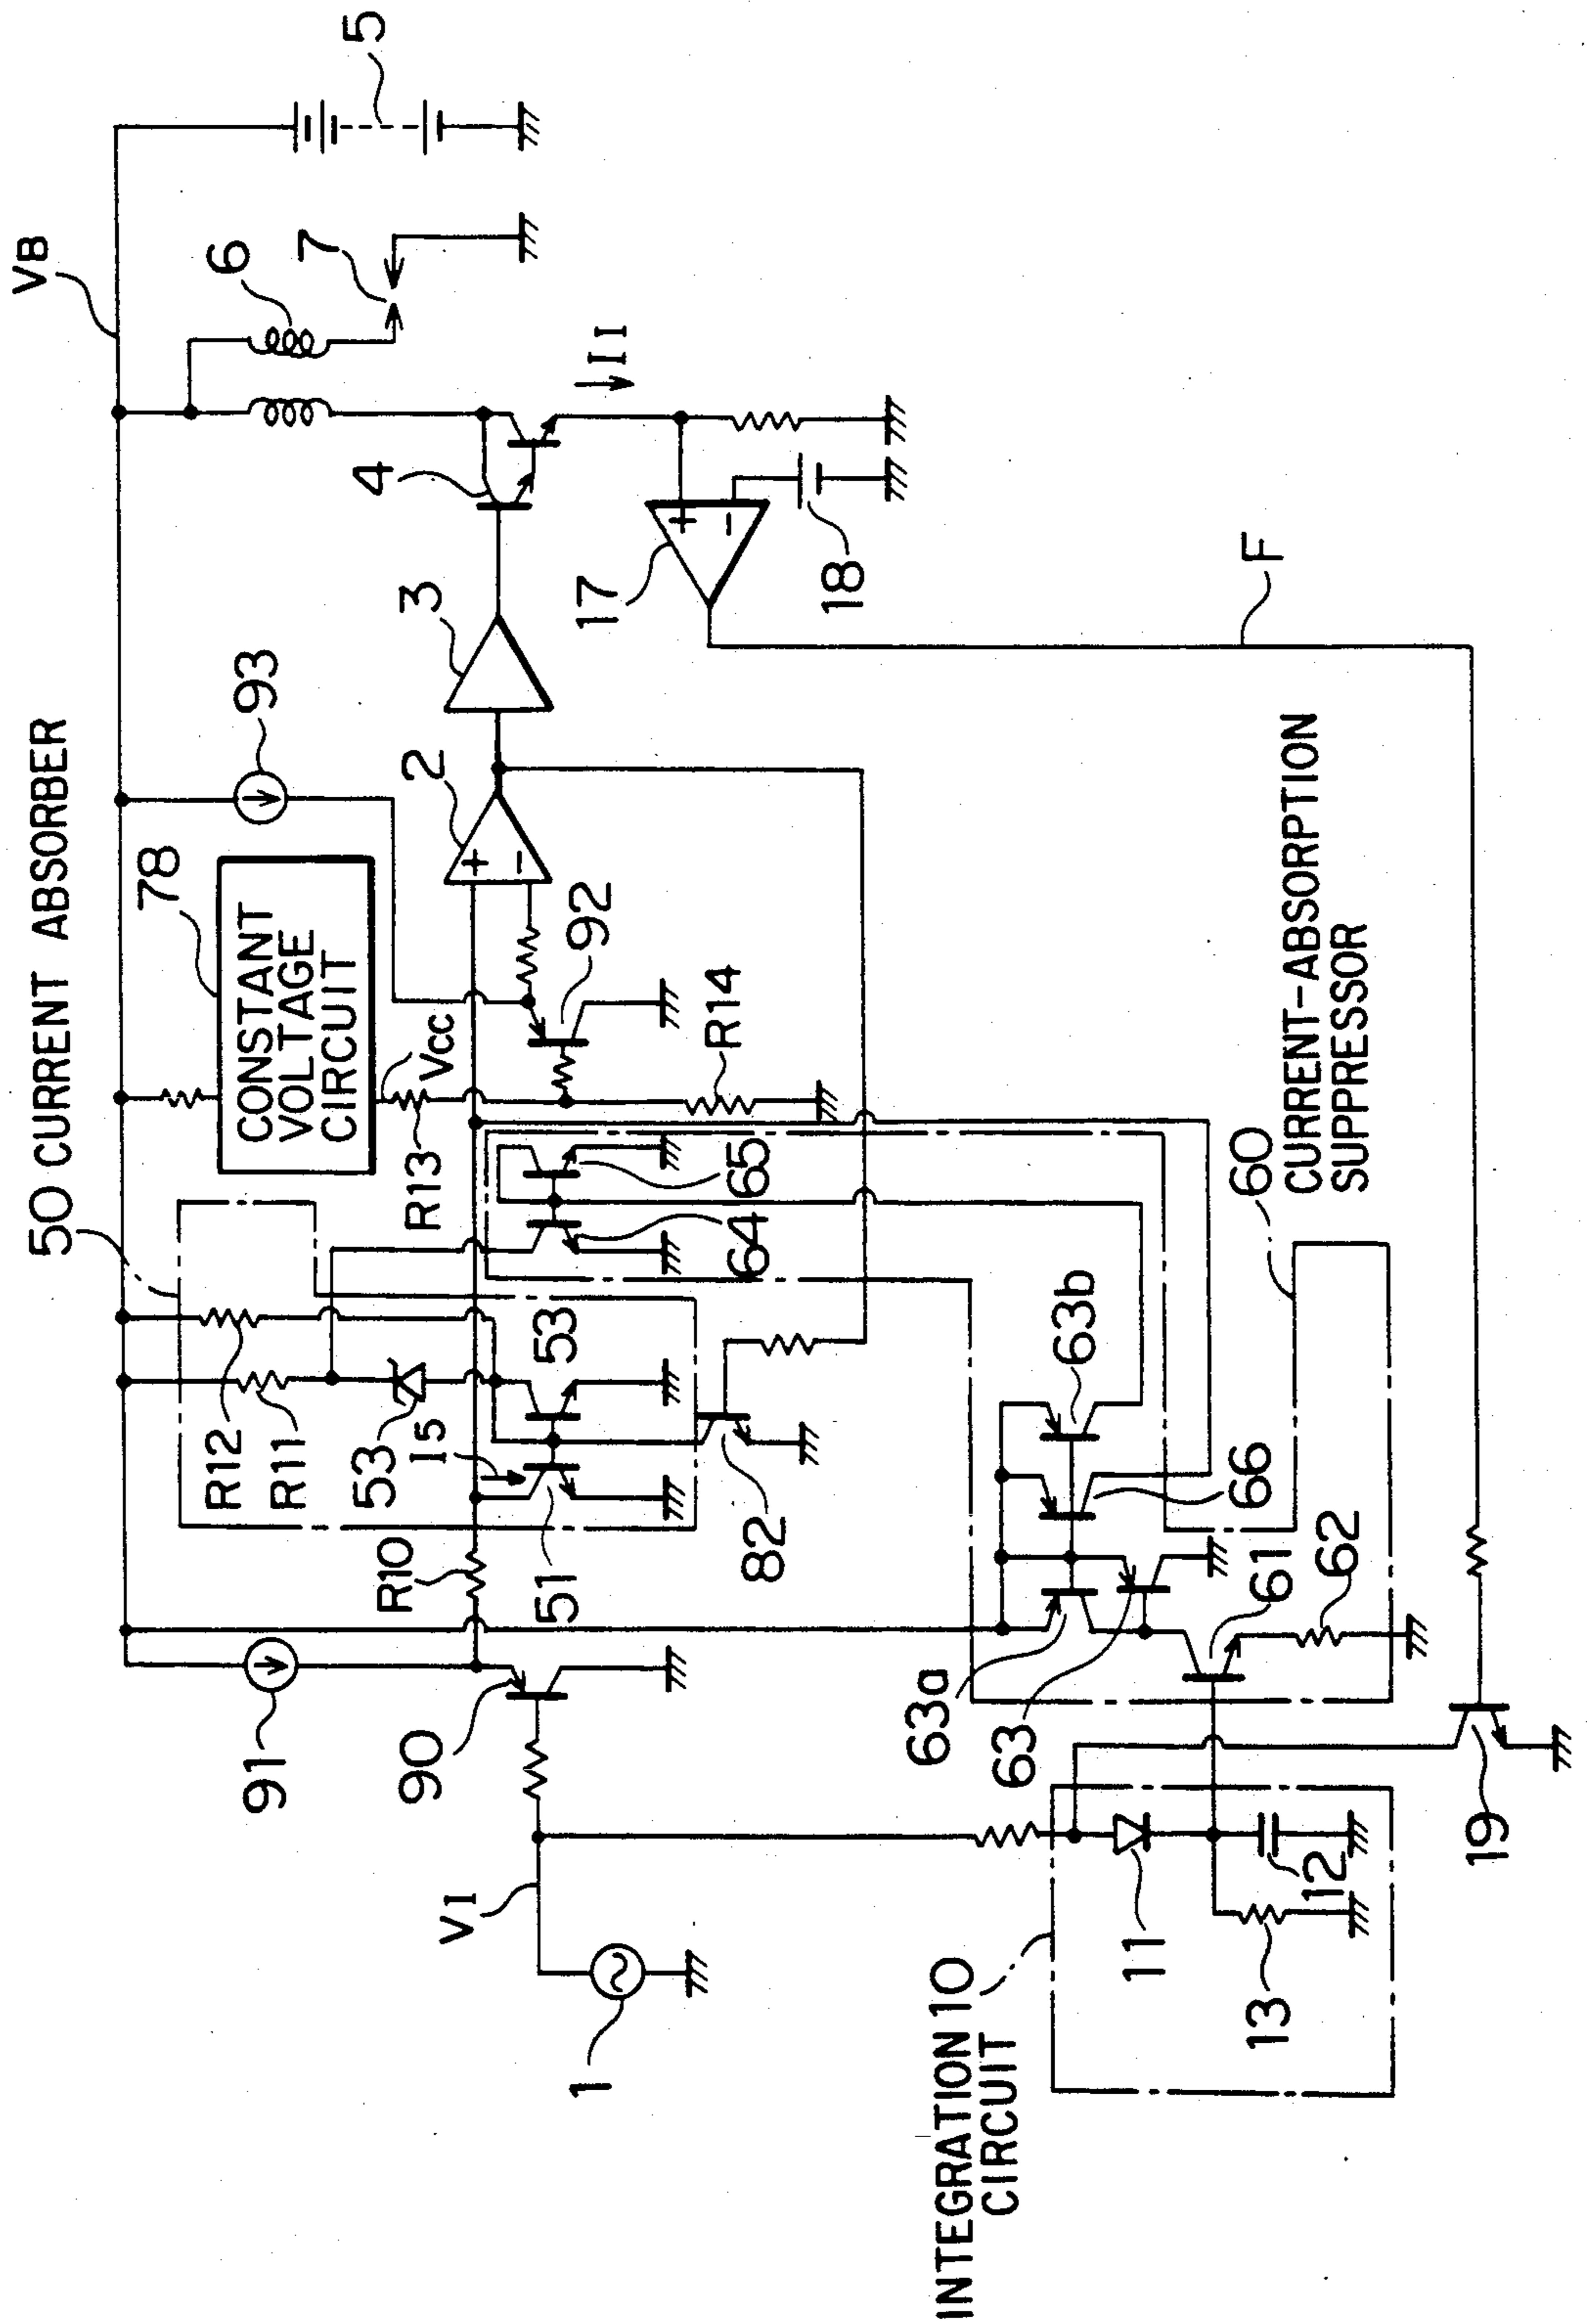 50 CURRENT ABSORBER
VB
5
6
7
93
78
CONSTANT
VOLTAGE
CIRCUIT
4
I1
3
2
17
18
F
92
Vcc
R13
R14
R12
R11
53
I5
53
65
64
R10
51
82
91
90
VI
1
60
CURRENT-ABSORPTION
SUPPRESSOR
63b
66
63a
63
61
62
19
INTEGRATION 10
CIRCUIT
11
12
13
+
−
+
−